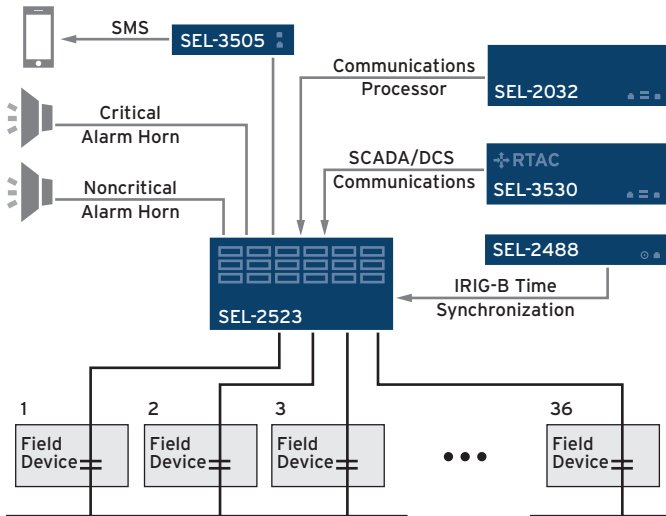 SMS
SEL-3505
Communications
Processor
SEL-2032
Critical
Alarm Horn
SCADA/DCS
Communications
RTAC
SEL-3530
Noncritical
Alarm Horn
SEL-2488
IRIG-B Time
Synchronization
SEL-2523
1
2
3
36
Field
Device
Field
Device
Field
Device
Field
Device